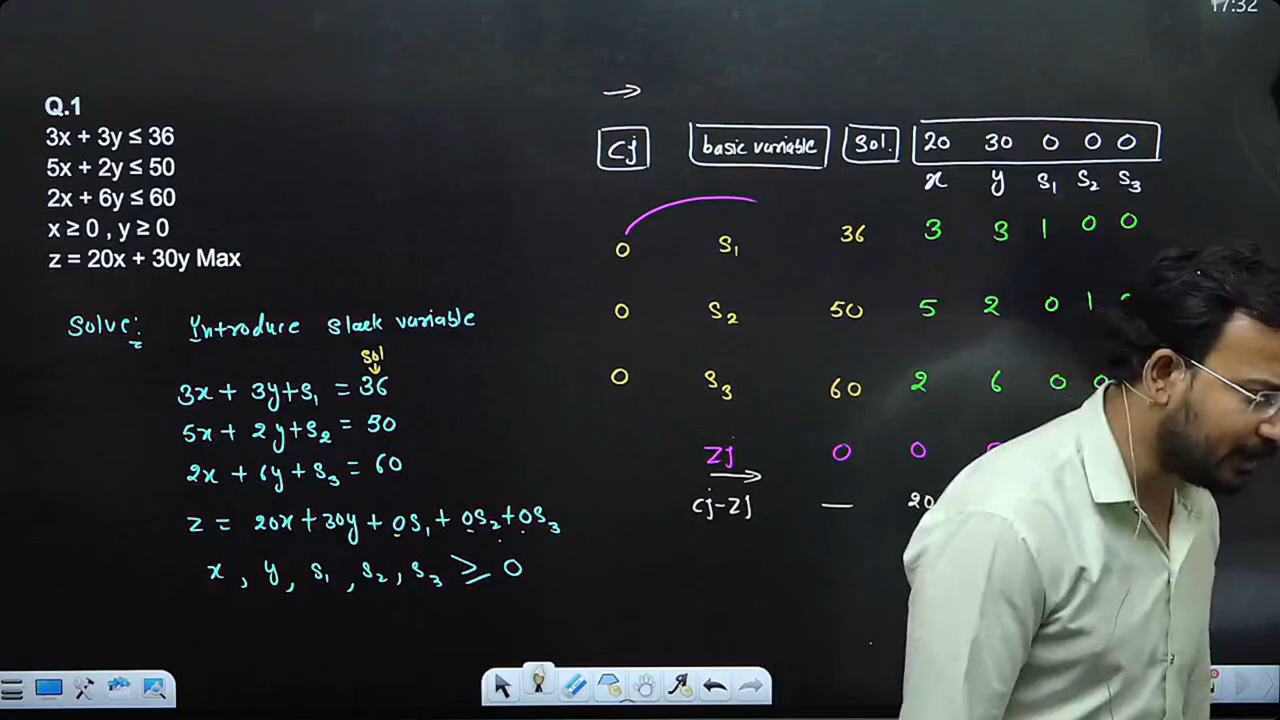 17:32
Q.1
3x + 3y ≤ 36
5x + 2y ≤ 50
2x + 6y ≤ 60
x ≥ 0 , y ≥ 0
z = 20x + 30y Max
Solve: Introduce slack variable
Sol
3x + 3y + S₁ = 36
5x + 2y + S₂ = 50
2x + 6y + S₃ = 60
z = 20x + 30y + 0S₁ + 0S₂ + 0S₃
x , y , S₁ , S₂ , S₃ ≥ 0
→
Cj basic variable Sol. 20 30 0 0 0
x y S₁ S₂ S₃
0 S₁ 36 3 3 1 0 0
0 S₂ 50 5 2 0 1
0 S₃ 60 2 6 0 0
Zj 0 0
Cj-Zj — 20